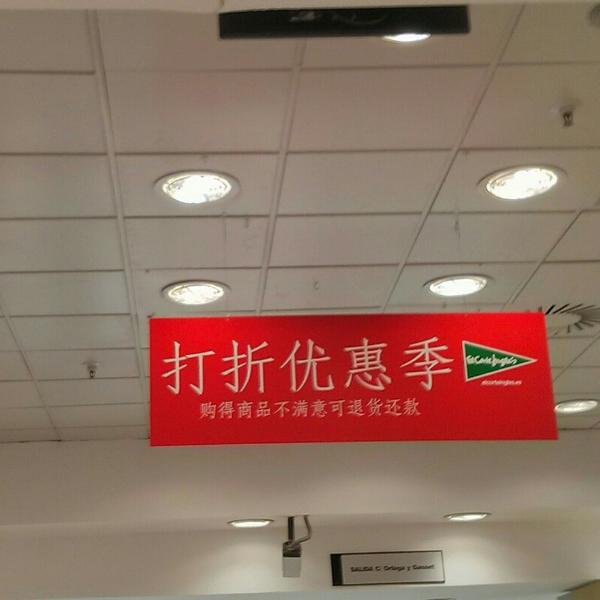 打折优惠季
El Corte Inglés
elcorteingles.es
购得商品不满意可退货还款
SALIDA C/ Ortega y Gasset